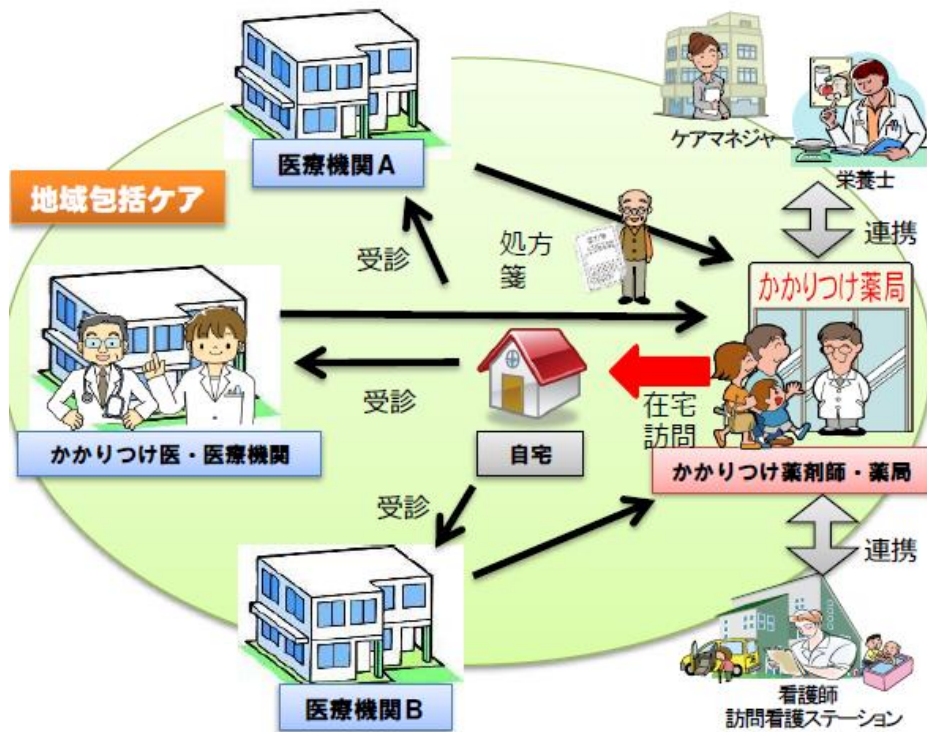 医療機関A
ケアマネジャー
栄養士
地域包括ケア
受診
処方
箋
連携
かかりつけ薬局
受診
在宅
訪問
かかりつけ医・医療機関
自宅
かかりつけ薬剤師・薬局
受診
連携
医療機関B
看護師
訪問看護ステーション